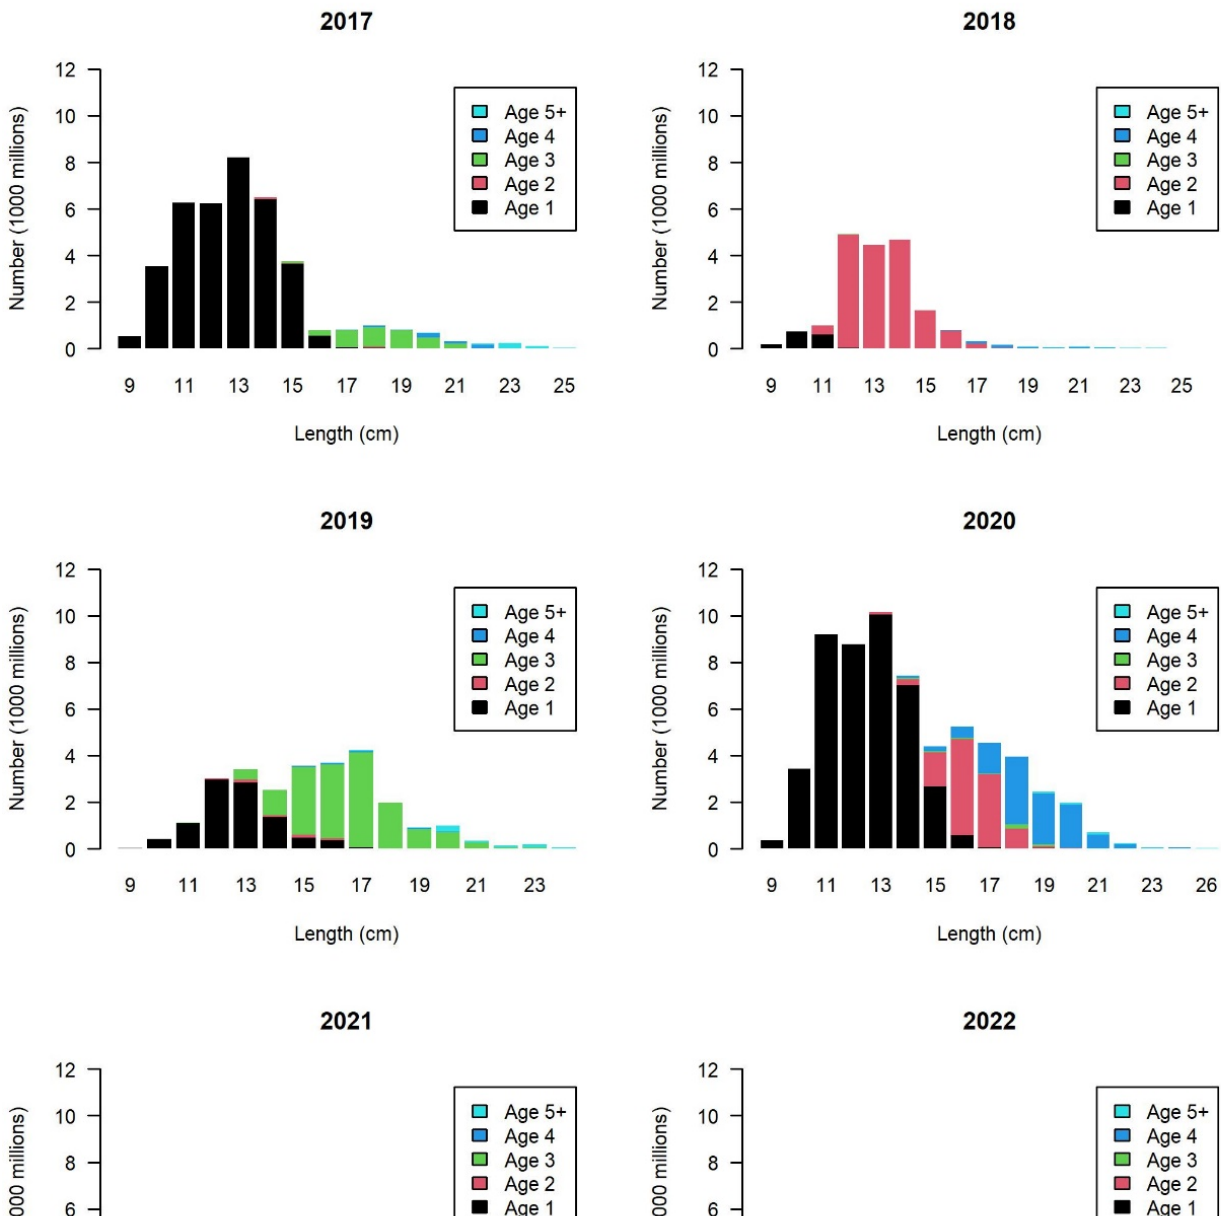 2017
12
10
8
6
4
2
0
Number (1000 millions)
Age 5+
Age 4
Age 3
Age 2
Age 1
9 11 13 15 17 19 21 23 25
Length (cm)
2018
12
10
8
6
4
2
0
Number (1000 millions)
Age 5+
Age 4
Age 3
Age 2
Age 1
9 11 13 15 17 19 21 23 25
Length (cm)
2019
12
10
8
6
4
2
0
Number (1000 millions)
Age 5+
Age 4
Age 3
Age 2
Age 1
9 11 13 15 17 19 21 23
Length (cm)
2020
12
10
8
6
4
2
0
Number (1000 millions)
Age 5+
Age 4
Age 3
Age 2
Age 1
9 11 13 15 17 19 21 23 26
Length (cm)
2021
12
10
8
6
000 millions)
Age 5+
Age 4
Age 3
Age 2
Age 1
2022
12
10
8
6
000 millions)
Age 5+
Age 4
Age 3
Age 2
Age 1